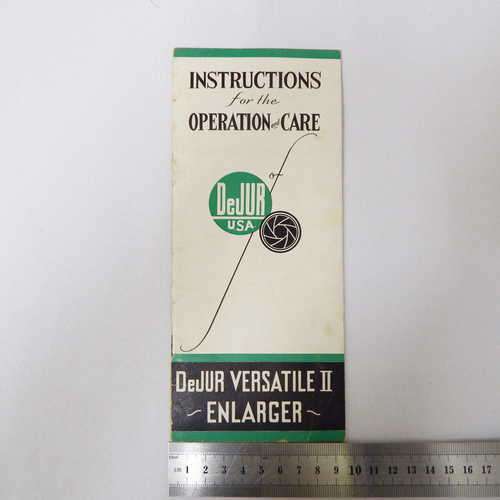 INSTRUCTIONS
for the
OPERATION and CARE
of
DeJUR
USA
DeJUR VERSATILE II
~ ENLARGER ~
cm 1 2 3 4 5 6 7 8 9 10 11 12 13 14 15 16 17